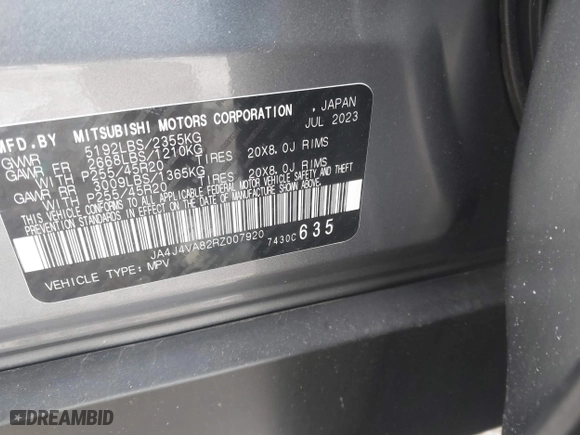 MFD.BY MITSUBISHI MOTORS CORPORATION . JAPAN
GVWR 5192LBS/2355KG JUL 2023
GAWR FR 2668LBS/1210KG
WITH P255/45R20 TIRES 20X8.0J RIMS
GAWR RR 3009LBS/1365KG
WITH P255/45R20 TIRES 20X8.0J RIMS
THIS VEHICLE CONFORMS TO ALL APPLICABLE FEDERAL MOTOR VEHICLE SAFETY, BUMPER, AND THEFT
PREVENTION STANDARDS IN EFFECT ON THE DATE OF MANUFACTURE SHOWN ABOVE.
JA4J4VA82RZ007920 7430C 635
VEHICLE TYPE: MPV
DREAMBID